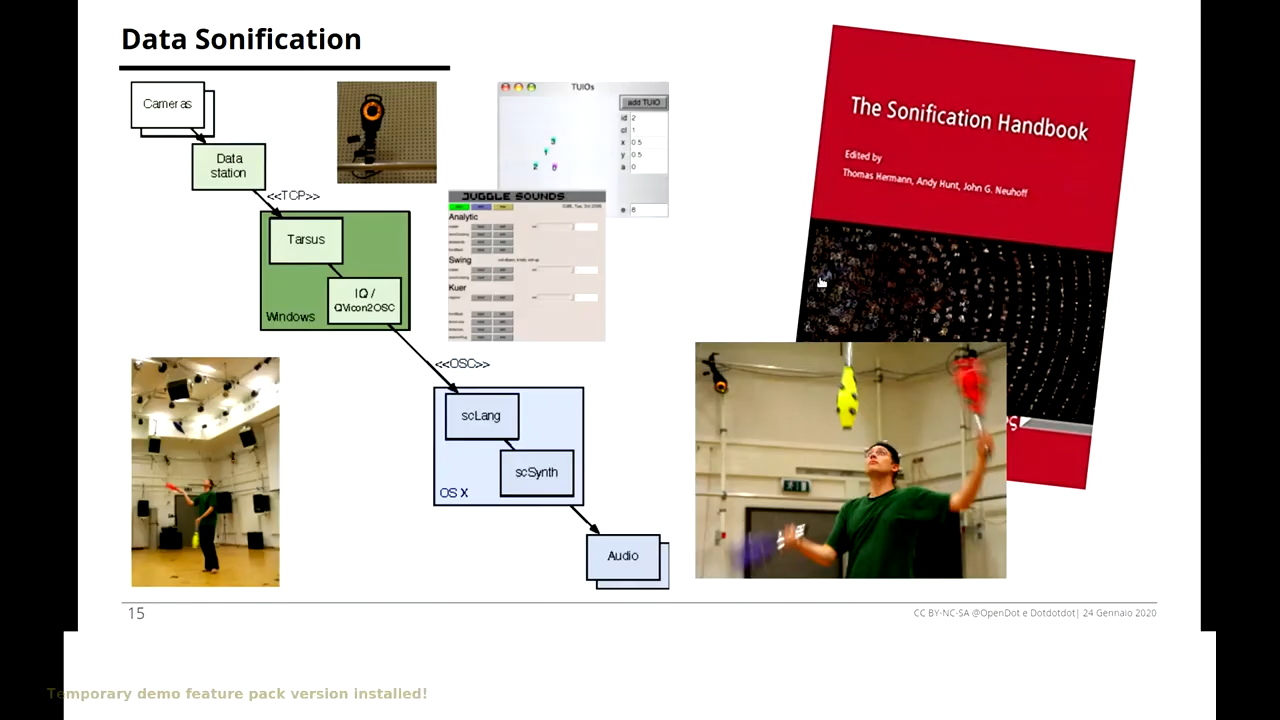 Data Sonification
Cameras
Data
station
<<TCP>>
Tarsus
IQ /
QVicon2OSC
Windows
<<OSC>>
scLang
scSynth
OS X
Audio
TUIOs
add TUIO
id 2
cl 1
x 0.5
y 0.5
a 0
JUGGLE SOUNDS
Analytic
Swing
Kuer
The Sonification Handbook
Edited by
Thomas Hermann, Andy Hunt, John G. Neuhoff
15
CC BY-NC-SA @OpenDot e Dotdotdot| 24 Gennaio 2020
Temporary demo feature pack version installed!